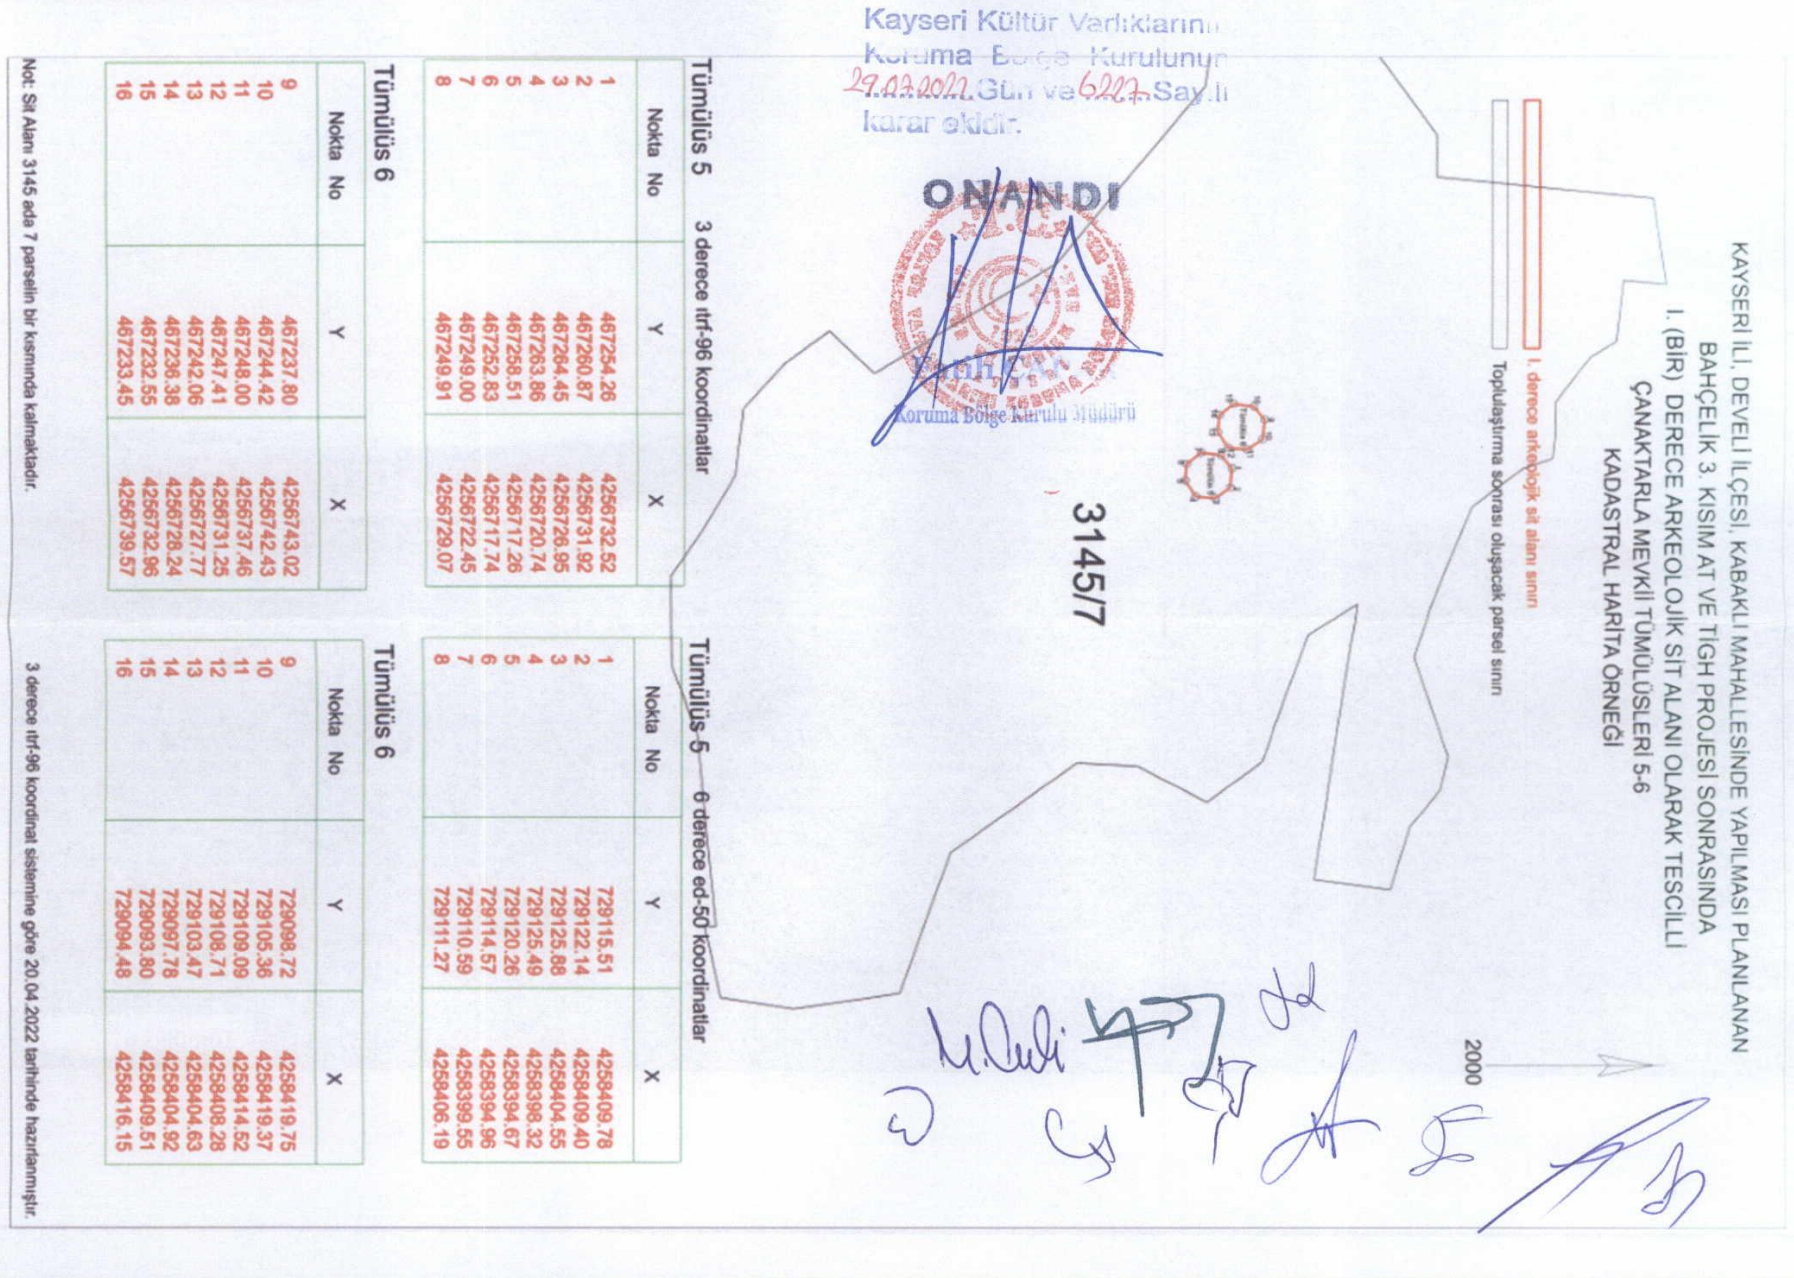 Kayseri Kültür Varlıklarını
Koruma Bölge Kurulunun
29.07.2022 Gün ve 6227 Sayılı
karar ekidir.
ONANDI
Koruma Bölge Kurulu Müdürü
KAYSERİ İLİ, DEVELİ İLÇESİ, KABAKLI MAHALLESİNDE YAPILMASI PLANLANAN
BAHÇELİK 3. KISIM AT VE TİGH PROJESİ SONRASINDA
I. (BİR) DERECE ARKEOLOJİK SİT ALANI OLARAK TESCİLLİ
ÇANAKTARLA MEVKİİ TÜMÜLÜSLERİ 5-6
KADASTRAL HARİTA ÖRNEĞİ
I. derece arkeolojik sit alanı sınırı
Toplulaştırma sonrası oluşacak parsel sınırı
2000
3145/7
Tümülüs 5 3 derece ıtrf-96 koordinatlar
Nokta No Y X
1 467254.26 4256732.52
2 467260.87 4256731.92
3 467264.45 4256726.95
4 467263.86 4256720.74
5 467258.51 4256717.26
6 467252.83 4256717.74
7 467249.00 4256722.45
8 467249.91 4256729.07
Tümülüs 6
Nokta No Y X
9 467237.80 4256743.02
10 467244.42 4256742.43
11 467248.00 4256737.46
12 467247.41 4256731.25
13 467242.06 4256727.77
14 467236.38 4256728.24
15 467232.55 4256732.96
16 467233.45 4256739.57
Tümülüs 5 6 derece ed-50 koordinatlar
Nokta No Y X
1 729115.51 4258409.78
2 729122.14 4258409.40
3 729125.88 4258404.55
4 729125.49 4258398.32
5 729120.26 4258394.67
6 729114.57 4258394.96
7 729110.59 4258399.55
8 729111.27 4258406.19
Tümülüs 6
Nokta No Y X
9 729098.72 4258419.75
10 729105.36 4258419.37
11 729109.09 4258414.52
12 729108.71 4258408.28
13 729103.47 4258404.63
14 729097.78 4258404.92
15 729093.80 4258409.51
16 729094.48 4258416.15
Not: Sit Alanı 3145 ada 7 parselin bir kısmında kalmaktadır.
3 derece ıtrf-96 koordinat sistemine göre 20.04.2022 tarihinde hazırlanmıştır.